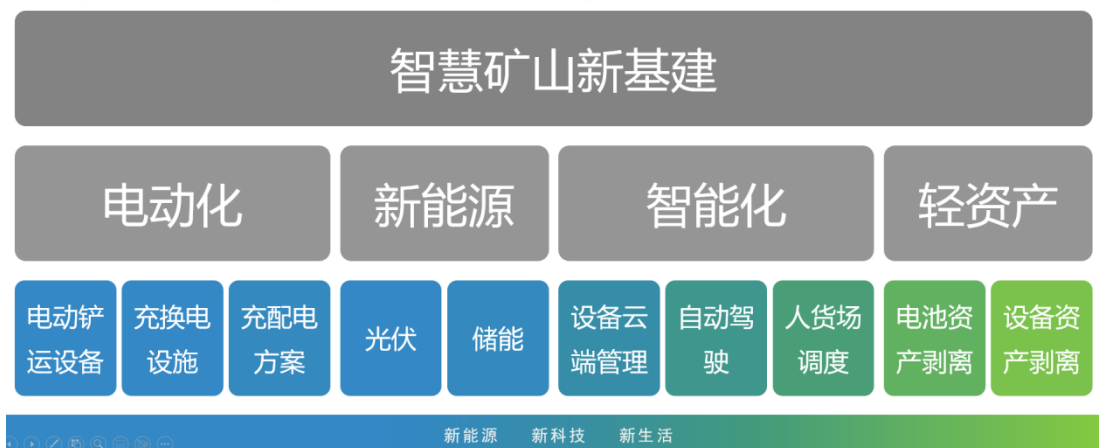 智慧矿山新基建
电动化
新能源
智能化
轻资产
电动铲
运设备
充换电
设施
充配电
方案
光伏
储能
设备云
端管理
自动驾
驶
人货场
调度
电池资
产剥离
设备资
产剥离
新能源 新科技 新生活